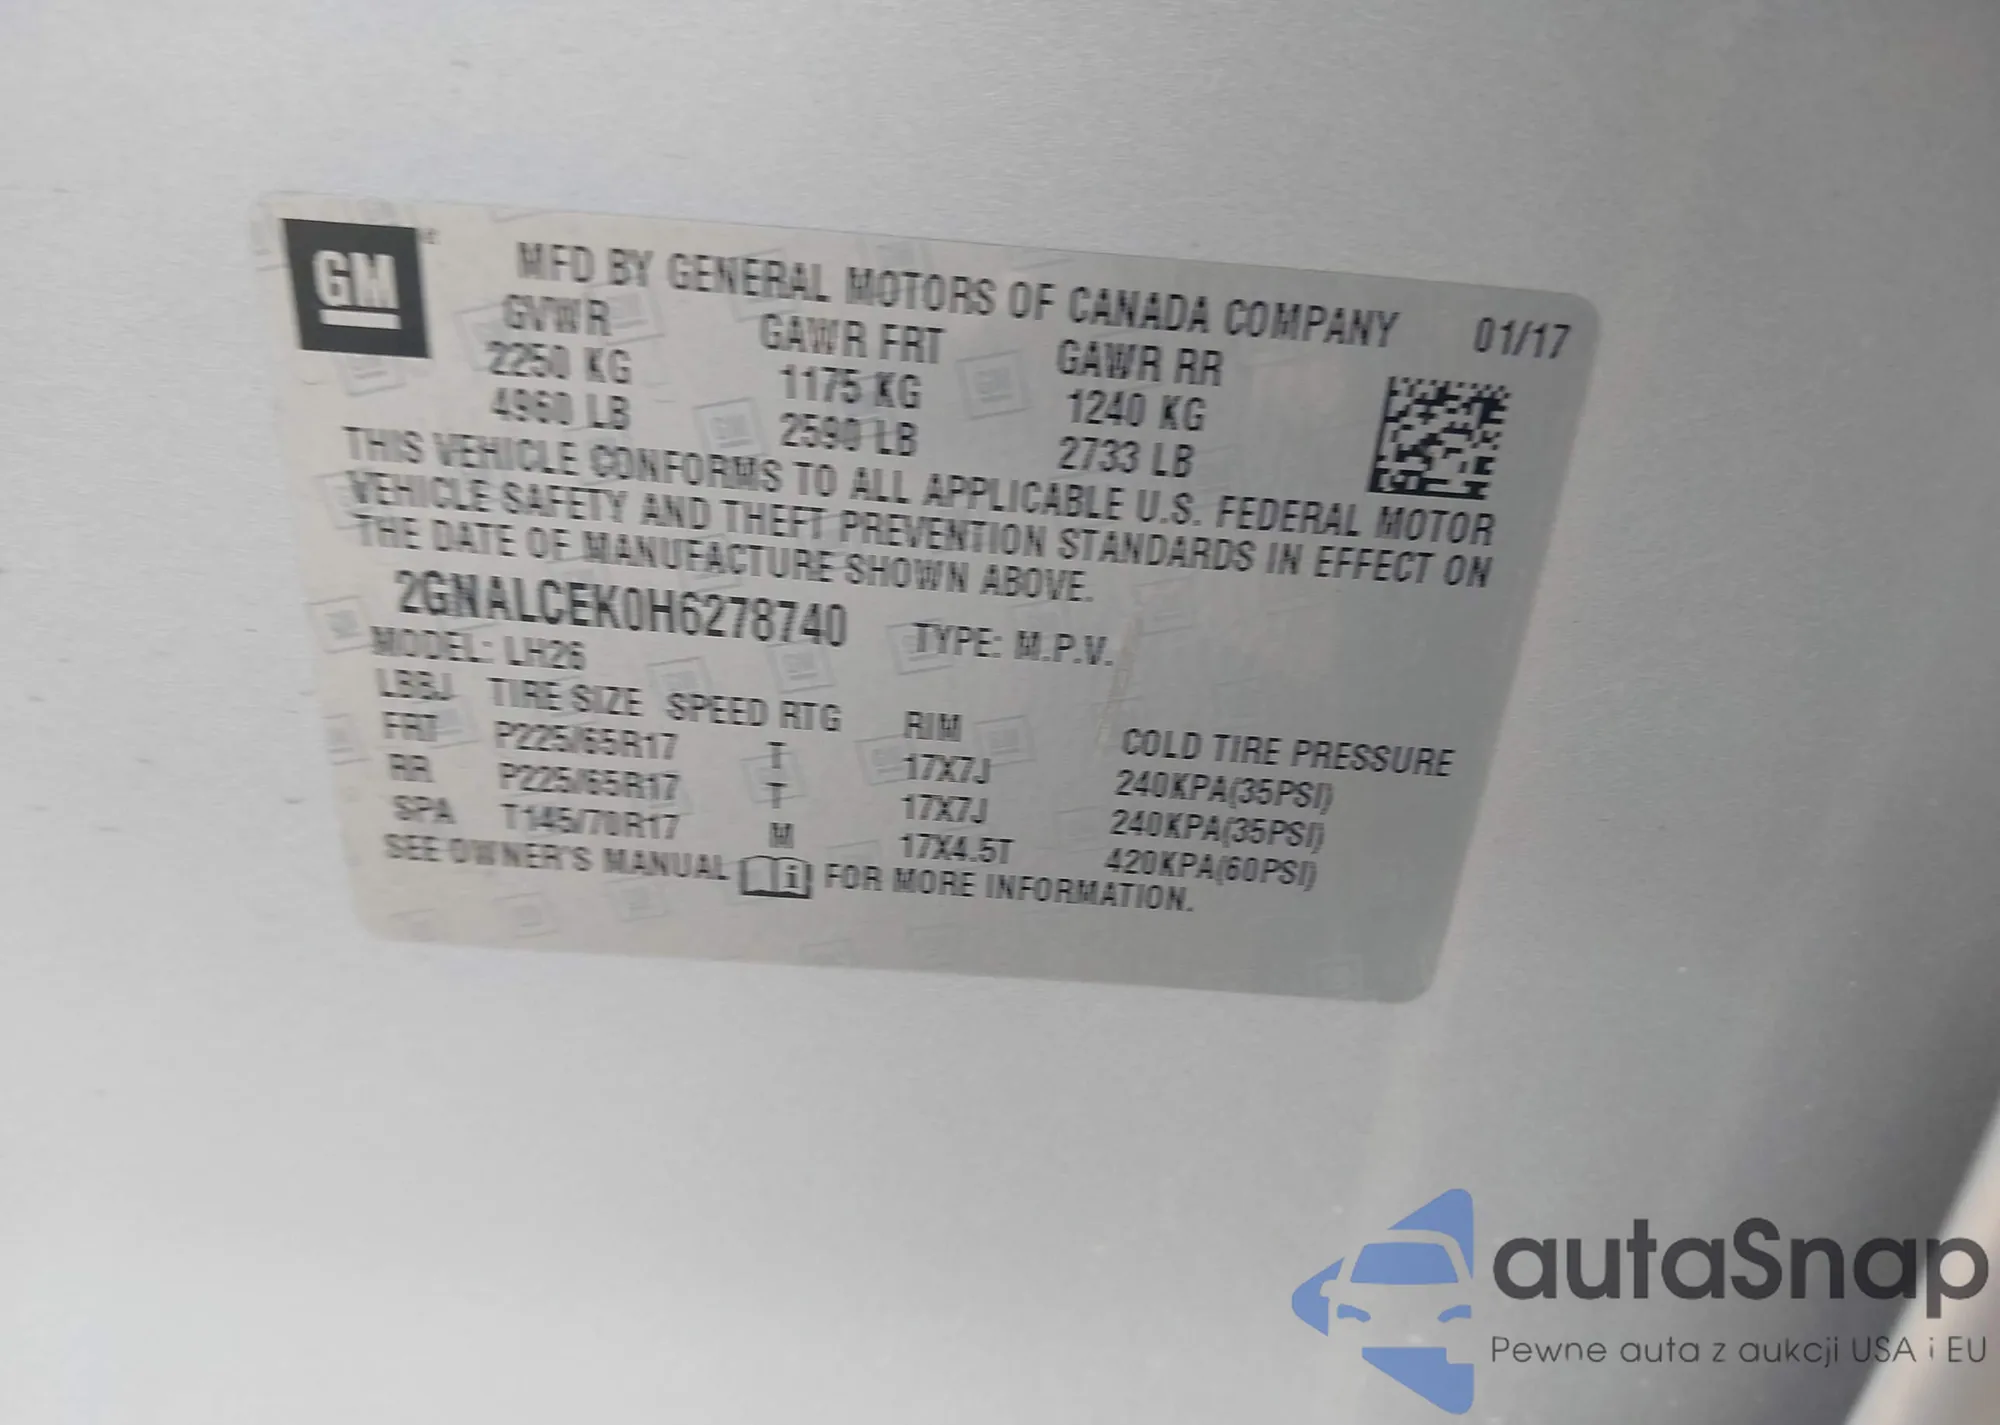 GM
MFD BY GENERAL MOTORS OF CANADA COMPANY 01/17
GVWR GAWR FRT GAWR RR
2250 KG 1175 KG 1240 KG
4960 LB 2590 LB 2733 LB
THIS VEHICLE CONFORMS TO ALL APPLICABLE U.S. FEDERAL MOTOR
VEHICLE SAFETY AND THEFT PREVENTION STANDARDS IN EFFECT ON
THE DATE OF MANUFACTURE SHOWN ABOVE.
2GNALCEK0H6278740 TYPE: M.P.V.
MODEL: LH26
LBBJ TIRE SIZE SPEED RTG RIM COLD TIRE PRESSURE
FRT P225/65R17 T 17X7J 240KPA(35PSI)
RR P225/65R17 T 17X7J 240KPA(35PSI)
SPA T145/70R17 M 17X4.5T 420KPA(60PSI)
SEE OWNER'S MANUAL FOR MORE INFORMATION.
autaSnap
Pewne auta z aukcji USA i EU